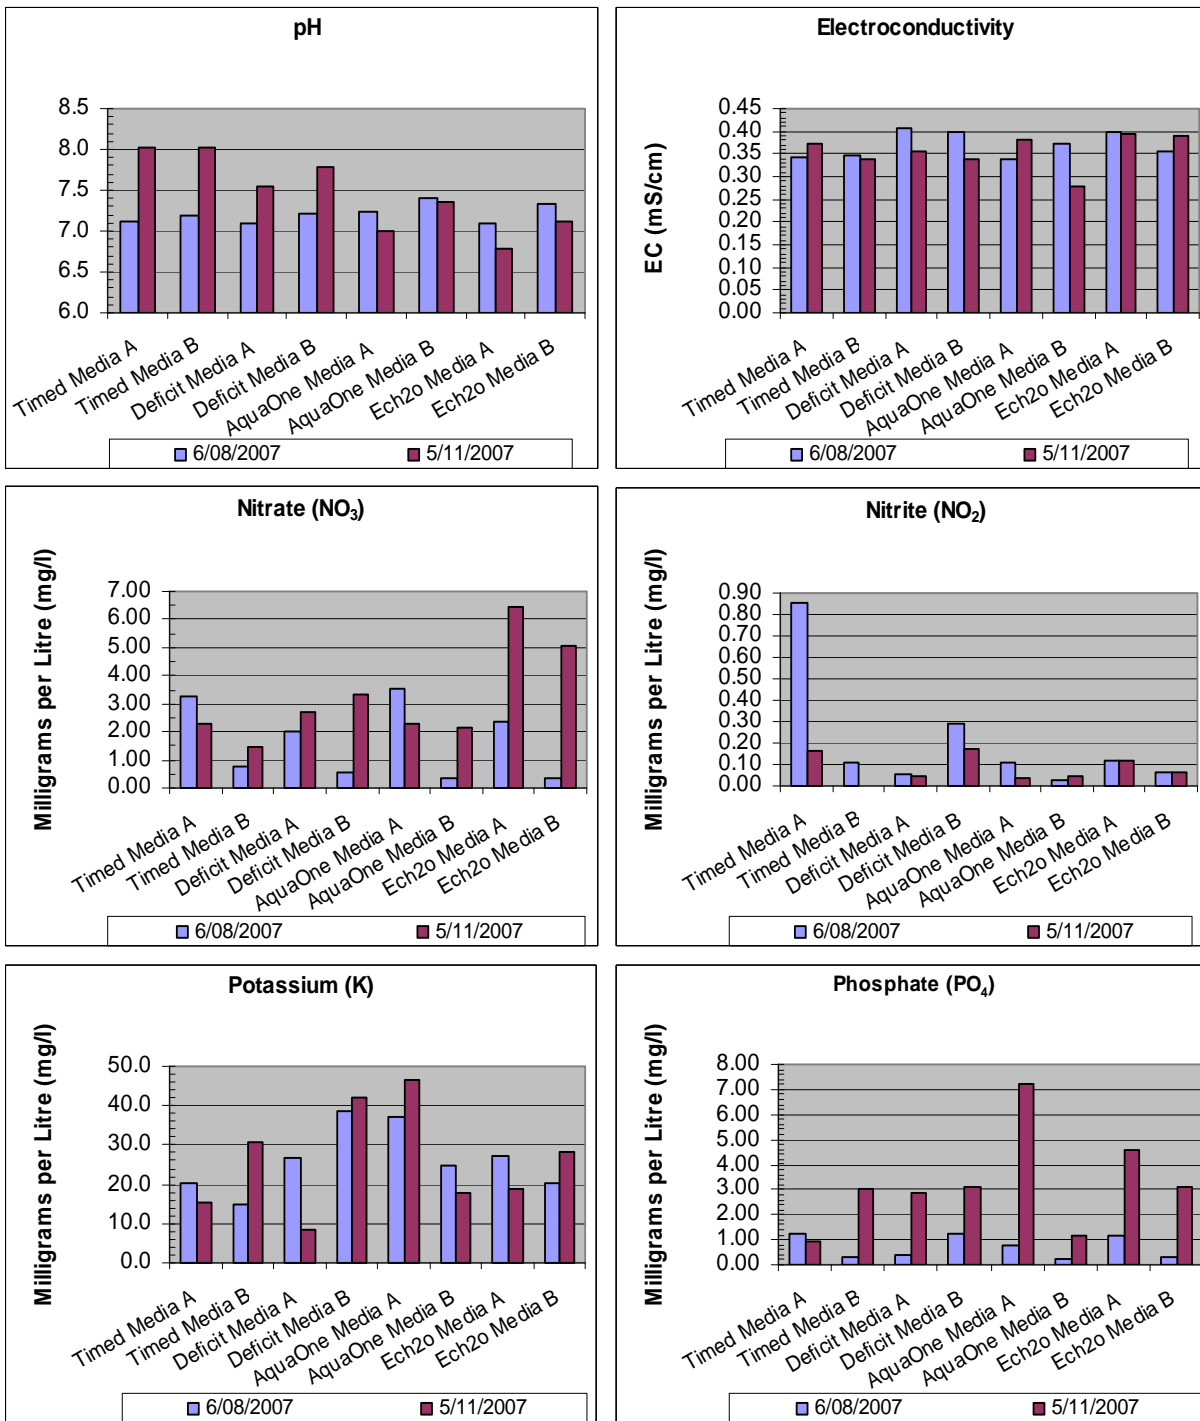 pH
8.5
8.0
7.5
7.0
6.5
6.0
Timed Media A
Timed Media B
Deficit Media A
Deficit Media B
AquaOne Media A
AquaOne Media B
Ech2o Media A
Ech2o Media B
6/08/2007 5/11/2007
Electroconductivity
EC (mS/cm)
0.45
0.40
0.35
0.30
0.25
0.20
0.15
0.10
0.05
0.00
Timed Media A
Timed Media B
Deficit Media A
Deficit Media B
AquaOne Media A
AquaOne Media B
Ech2o Media A
Ech2o Media B
6/08/2007 5/11/2007
Nitrate (NO₃)
Milligrams per Litre (mg/l)
7.00
6.00
5.00
4.00
3.00
2.00
1.00
0.00
Timed Media A
Timed Media B
Deficit Media A
Deficit Media B
AquaOne Media A
AquaOne Media B
Ech2o Media A
Ech2o Media B
6/08/2007 5/11/2007
Nitrite (NO₂)
Milligrams per Litre (mg/l)
0.90
0.80
0.70
0.60
0.50
0.40
0.30
0.20
0.10
0.00
Timed Media A
Timed Media B
Deficit Media A
Deficit Media B
AquaOne Media A
AquaOne Media B
Ech2o Media A
Ech2o Media B
6/08/2007 5/11/2007
Potassium (K)
Milligrams per Litre (mg/l)
50.0
40.0
30.0
20.0
10.0
0.0
Timed Media A
Timed Media B
Deficit Media A
Deficit Media B
AquaOne Media A
AquaOne Media B
Ech2o Media A
Ech2o Media B
6/08/2007 5/11/2007
Phosphate (PO₄)
Milligrams per Litre (mg/l)
8.00
7.00
6.00
5.00
4.00
3.00
2.00
1.00
0.00
Timed Media A
Timed Media B
Deficit Media A
Deficit Media B
AquaOne Media A
AquaOne Media B
Ech2o Media A
Ech2o Media B
6/08/2007 5/11/2007